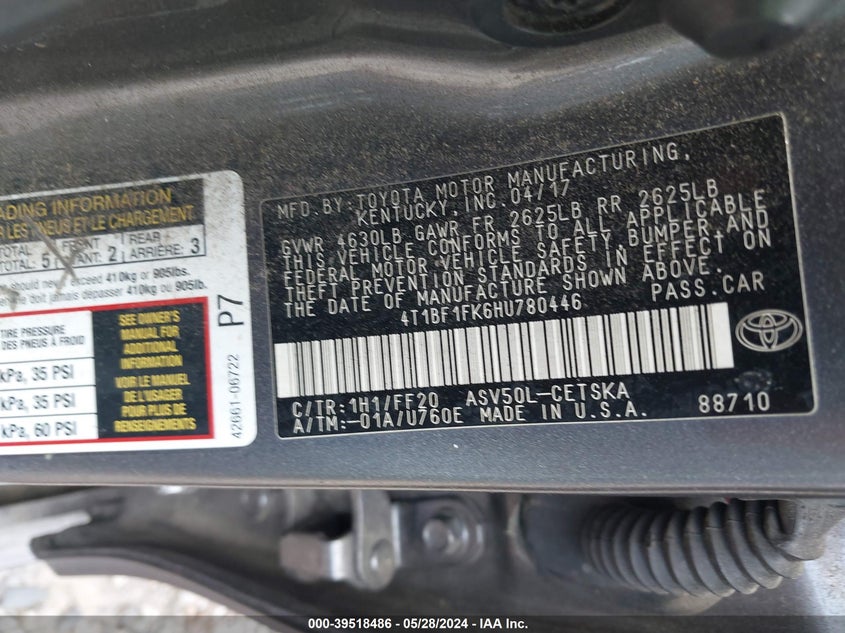 ADING INFORMATION
R LES PNEUS ET LE CHARGEMENT
TOTAL 5 FRONT 2 REAR 3
TOTAL: ANT: ARRIÈRE:
should never exceed 410kg or 905lbs.
e doit jamais dépasser 410kg ou 905lb.
TIRE PRESSURE
DES PNEUS À FROID
kPa, 35 PSI
kPa, 35 PSI
kPa, 60 PSI
SEE OWNER'S
MANUAL FOR
ADDITIONAL
INFORMATION
VOIR LE MANUEL
DE L'USAGER
POUR PLUS DE
RENSEIGNEMENTS
P7
42661-06722
MFD.BY:TOYOTA MOTOR MANUFACTURING,
KENTUCKY,INC. 04/17
GVWR 4630LB GAWR FR 2625LB RR 2625LB
THIS VEHICLE CONFORMS TO ALL APPLICABLE
FEDERAL MOTOR VEHICLE SAFETY,BUMPER,AND
THEFT PREVENTION STANDARDS IN EFFECT ON
THE DATE OF MANUFACTURE SHOWN ABOVE.
4T1BF1FK6HU780446 PASS.CAR
C/TR:1H1/FF20 ASV50L-CETSKA
A/TM:-01A/U760E MADE IN U.S.A. 88710
000-39518486 - 05/28/2024 - IAA Inc.